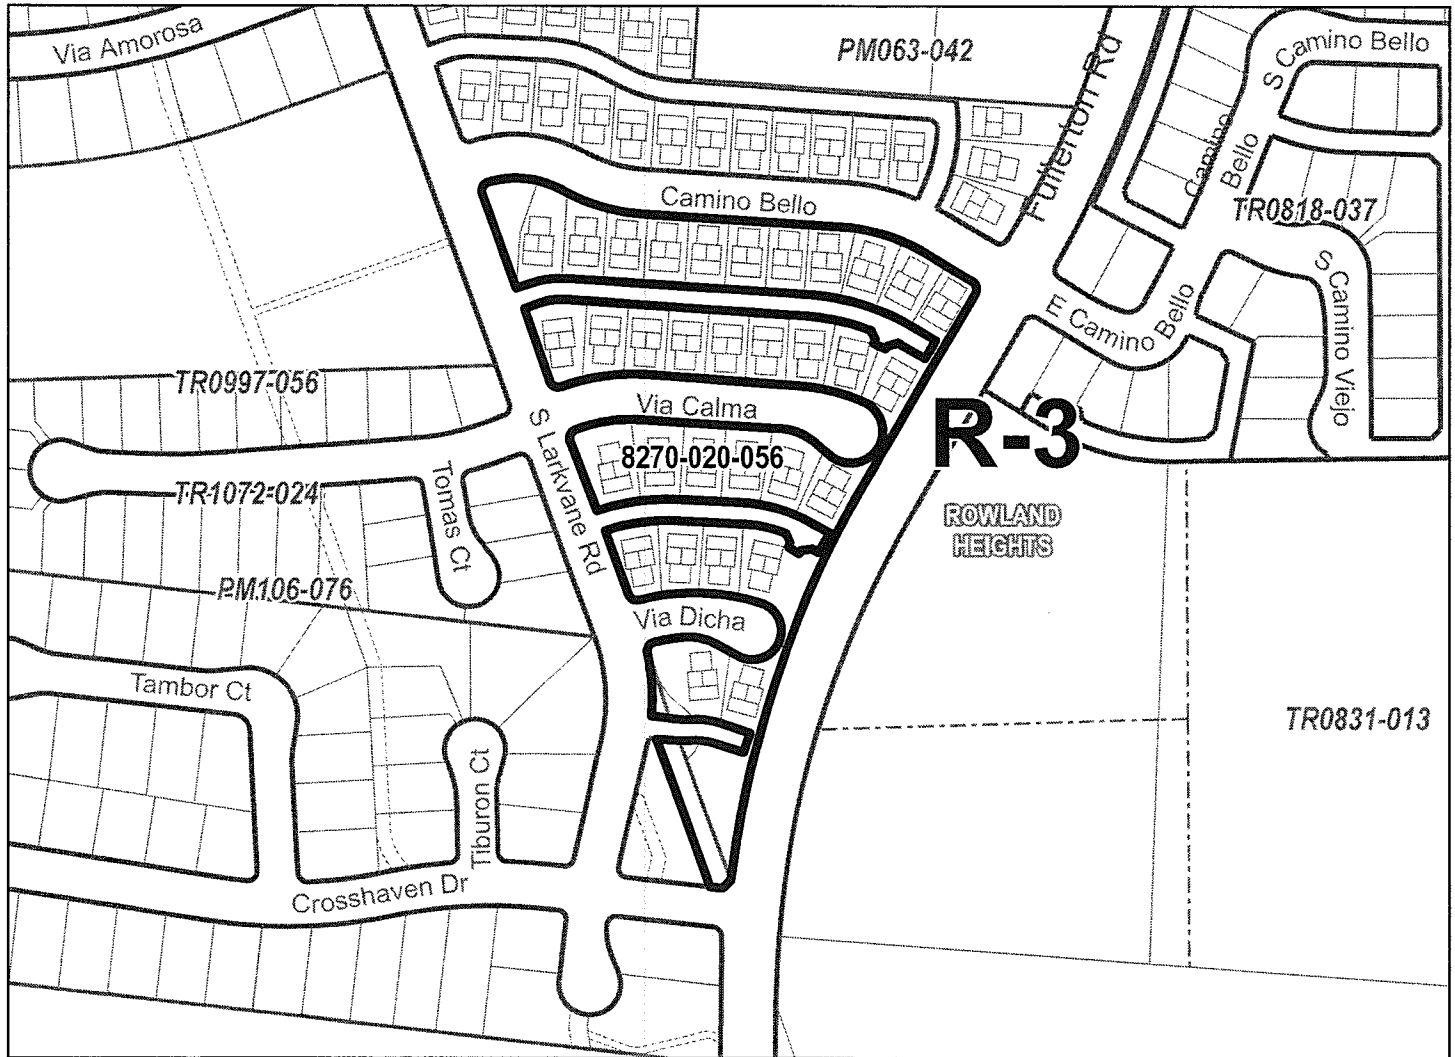 Via Amorosa
PM063-042
Fullerton Rd
S Camino Bello
Camino
Bello
TR0818-037
Camino Bello
S Camino Viejo
E Camino Bello
TR0997-056
Via Calma
R-3
S Larkvane Rd
8270-020-056
TR1072-024
Tomas Ct
ROWLAND
HEIGHTS
PM106-076
Via Dicha
Tambor Ct
TR0831-013
Tiburon Ct
Crosshaven Dr